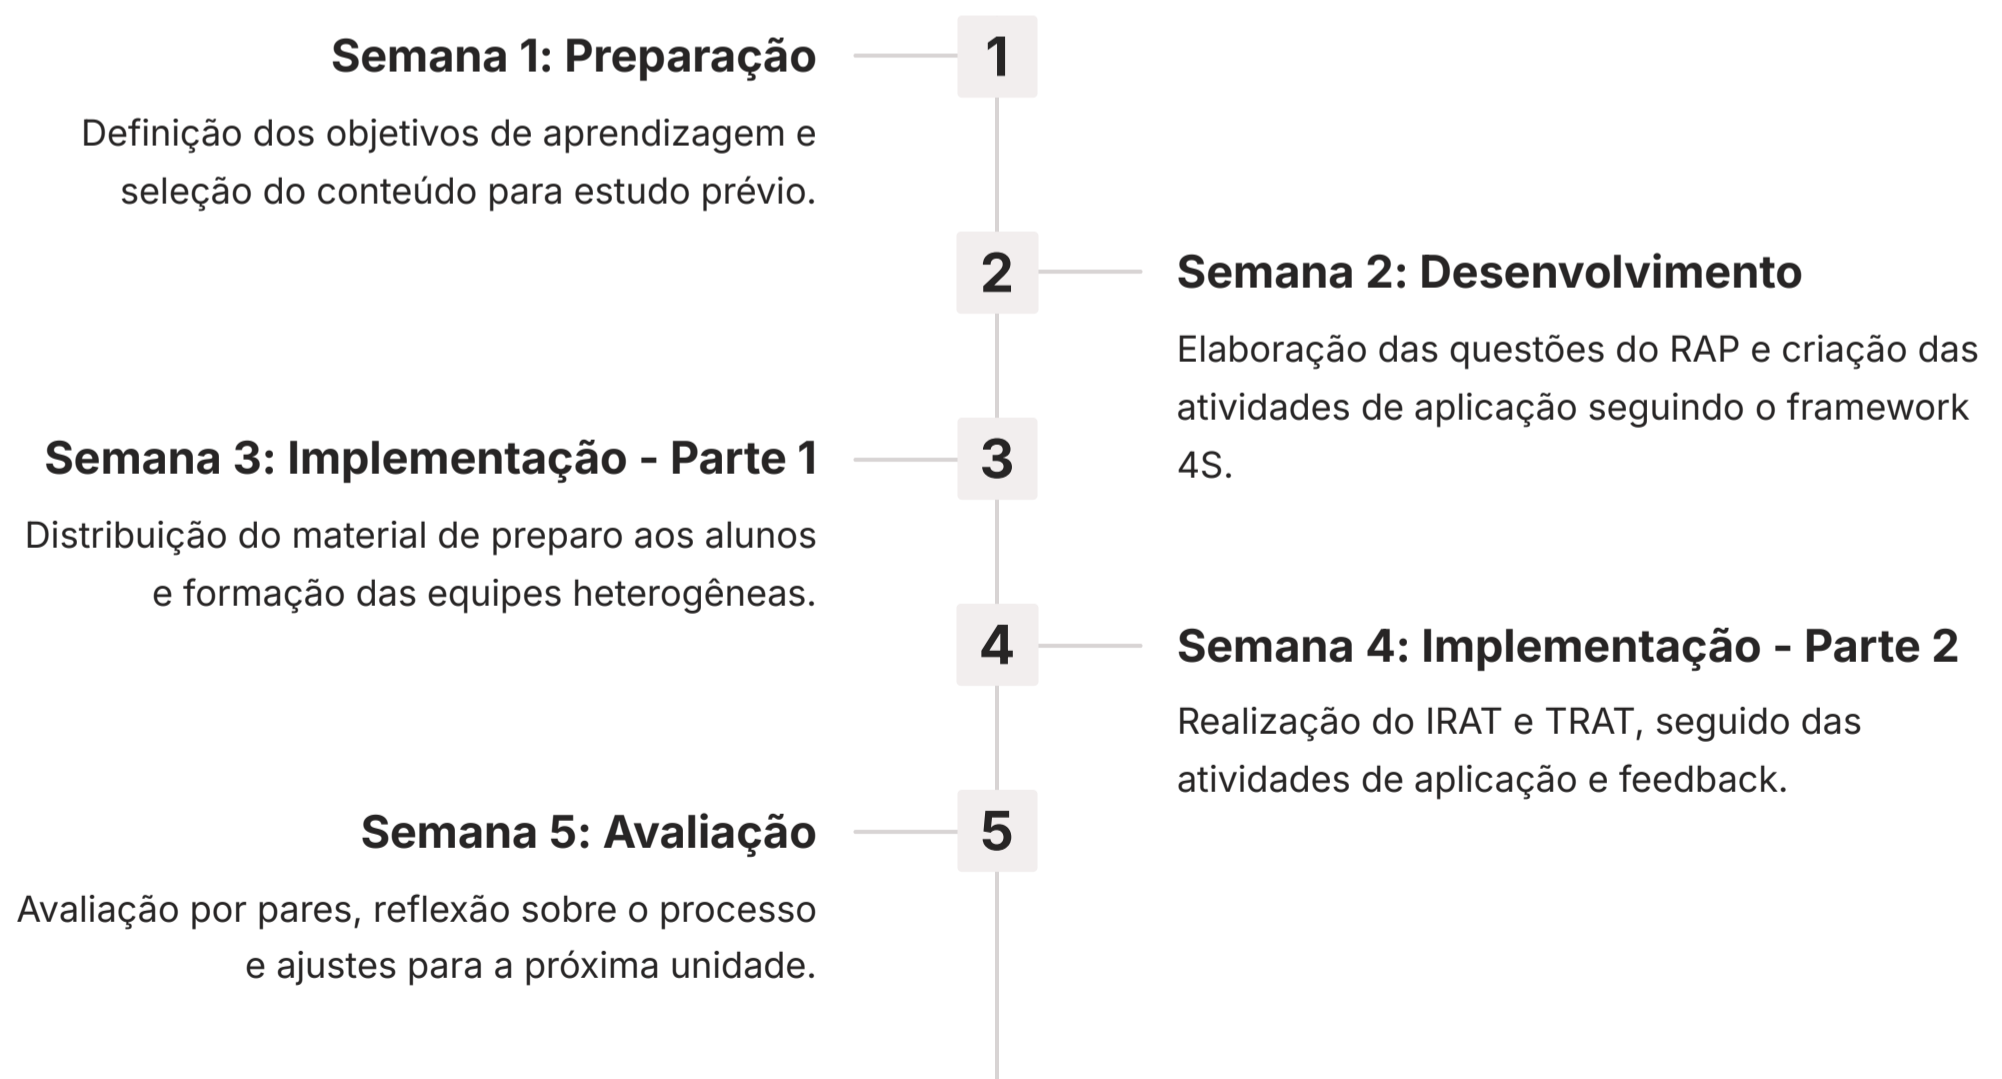 Semana 1: Preparação
1
Definição dos objetivos de aprendizagem e
seleção do conteúdo para estudo prévio.
2
Semana 2: Desenvolvimento
Elaboração das questões do RAP e criação das
atividades de aplicação seguindo o framework
4S.
Semana 3: Implementação - Parte 1
3
Distribuição do material de preparo aos alunos
e formação das equipes heterogêneas.
4
Semana 4: Implementação - Parte 2
Realização do IRAT e TRAT, seguido das
atividades de aplicação e feedback.
Semana 5: Avaliação
5
Avaliação por pares, reflexão sobre o processo
e ajustes para a próxima unidade.